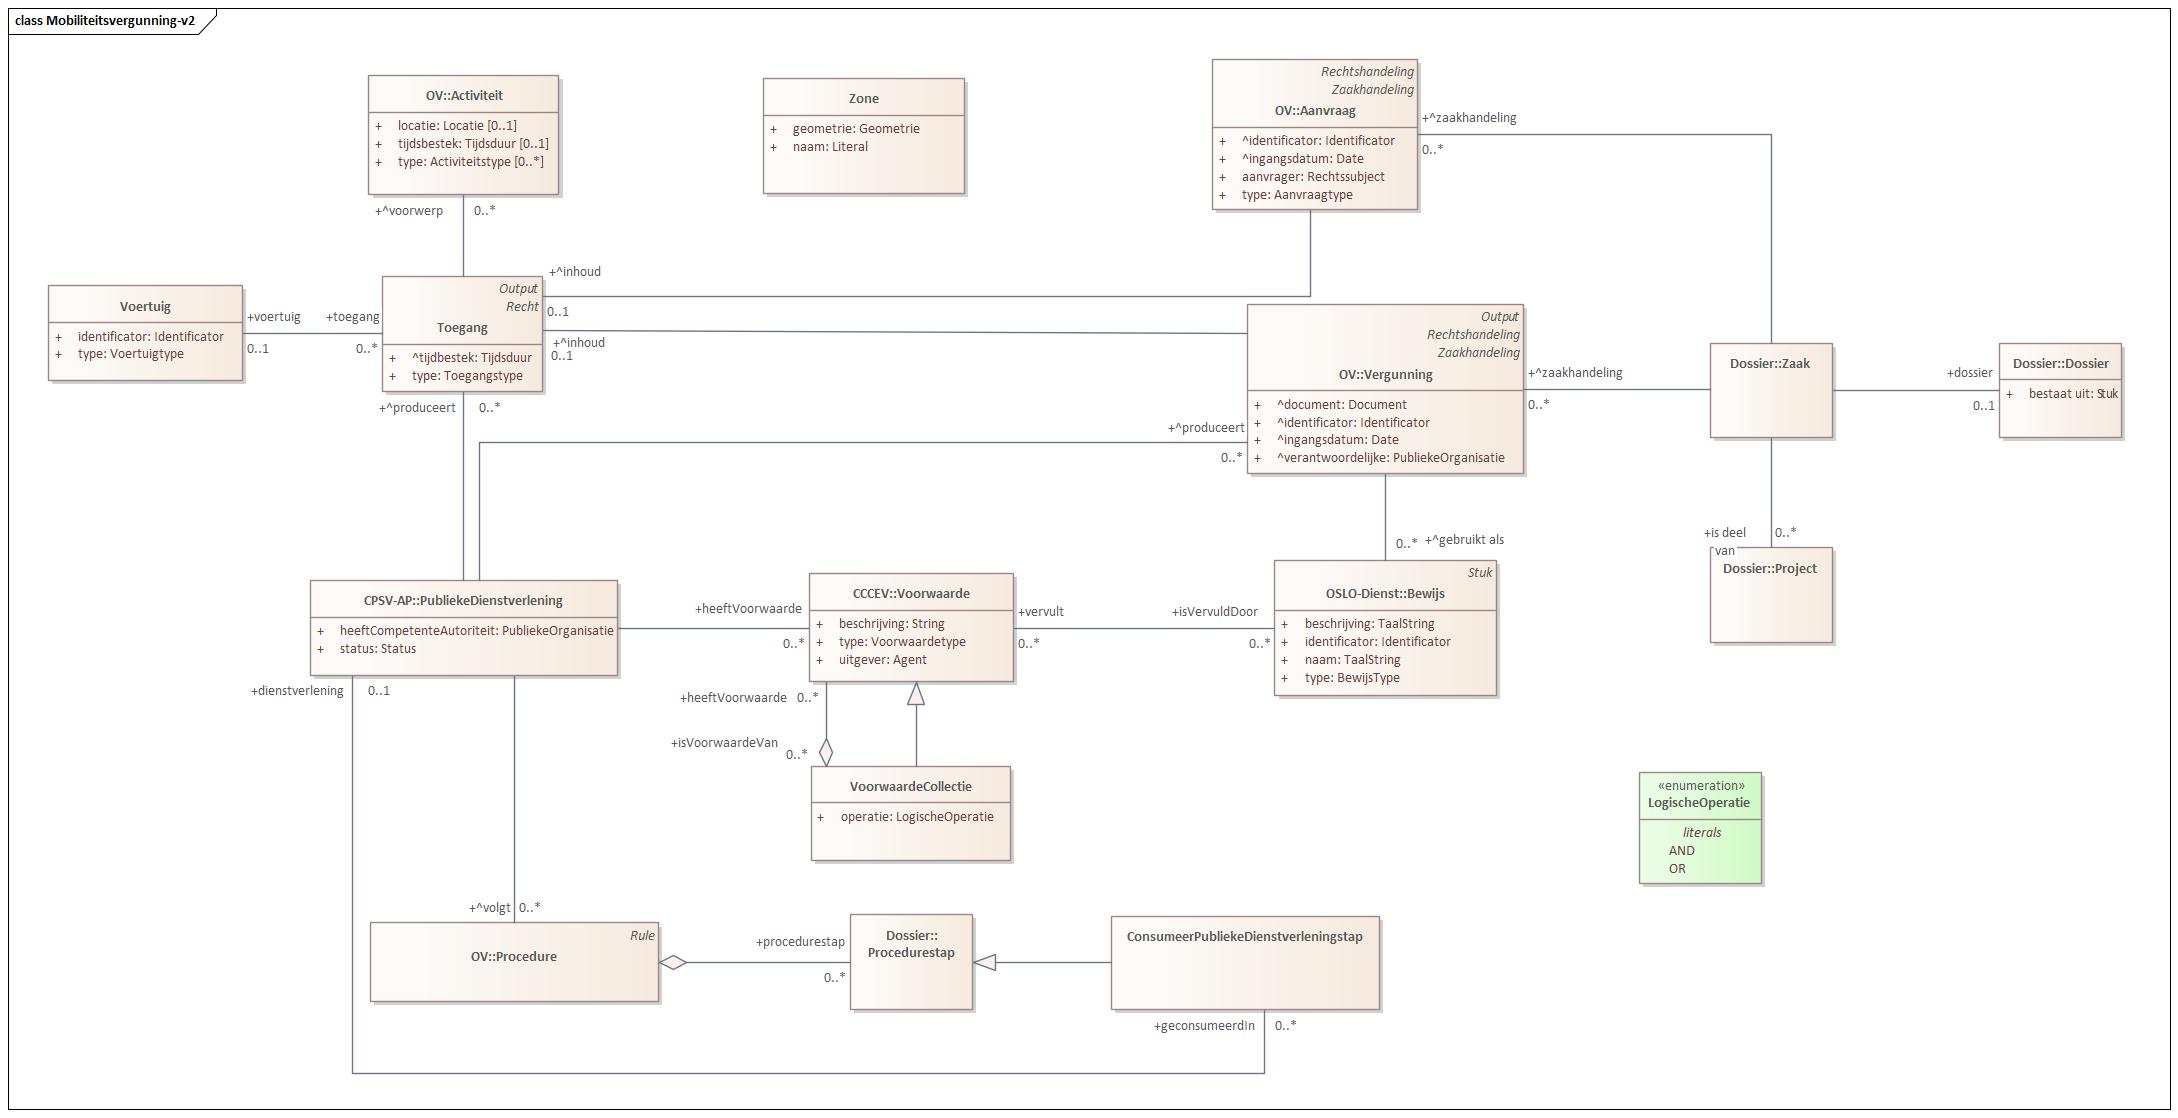 class Mobiliteitsvergunning-v2
OV::Activiteit
+ locatie: Locatie [0..1]
+ tijdsbestek: Tijdsduur [0..1]
+ type: Activiteitstype [0..*]
+^voorwerp 0..*
Zone
+ geometrie: Geometrie
+ naam: Literal
Rechtshandeling
Zaakhandeling
OV::Aanvraag
+ ^identificator: Identificator
+ ^ingangsdatum: Date
+ aanvrager: Rechtssubject
+ type: Aanvraagtype
+^zaakhandeling
0..*
Voertuig
+ identificator: Identificator
+ type: Voertuigtype
+voertuig
0..1
+toegang
0..*
Output
Recht
Toegang
+ ^tijdbestek: Tijdsduur
+ type: Toegangstype
+^inhoud
0..1
+^inhoud
0..1
+^produceert 0..*
Output
Rechtshandeling
Zaakhandeling
OV::Vergunning
+ ^document: Document
+ ^identificator: Identificator
+ ^ingangsdatum: Date
+ ^verantwoordelijke: PubliekeOrganisatie
+^produceert
0..*
+^zaakhandeling
0..*
Dossier::Zaak
+dossier
0..1
Dossier::Dossier
+ bestaat uit: Stuk
+is deel
van
0..*
Dossier::Project
0..* +^gebruikt als
CPSV-AP::PubliekeDienstverlening
+ heeftCompetenteAutoriteit: PubliekeOrganisatie
+ status: Status
+heeftVoorwaarde
0..*
CCCEV::Voorwaarde
+ beschrijving: String
+ type: Voorwaardetype
+ uitgever: Agent
+vervult
0..*
+isVervuldDoor
0..*
Stuk
OSLO-Dienst::Bewijs
+ beschrijving: TaalString
+ identificator: Identificator
+ naam: TaalString
+ type: BewijsType
+dienstverlening 0..1
+heeftVoorwaarde 0..*
+isVoorwaardeVan
0..*
VoorwaardeCollectie
+ operatie: LogischeOperatie
«enumeration»
LogischeOperatie
literals
AND
OR
+^volgt 0..*
Rule
OV::Procedure
+procedurestap
0..*
Dossier::
Procedurestap
ConsumeerPubliekeDienstverleningstap
+geconsumeerdIn 0..*